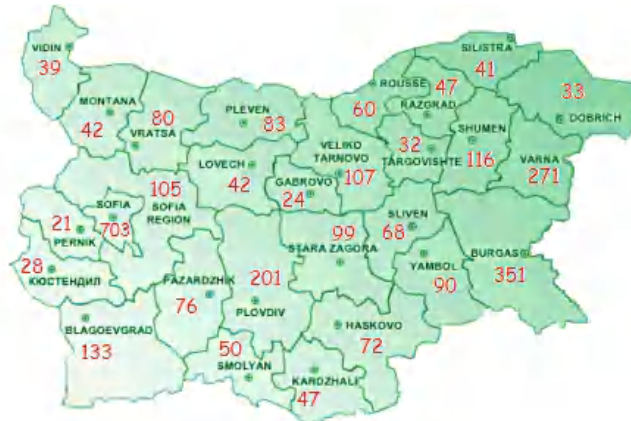 VIDIN
39
SILISTRA
41
33
DOBRICH
ROUSSE
60
47
RAZGRAD
MONTANA
42
80
VRATSA
PLEVEN
83
VELIKO
TARNOVO
107
32
TARGOVISHTE
SHUMEN
116
VARNA
271
LOVECH
42
GABROVO
24
105
SOFIA
REGION
SOFIA
703
21
PERNIK
28
КЮСТЕНДИЛ
99
STARA ZAGORA
SLIVEN
68
BURGAS
351
YAMBOL
90
PAZARDZHIK
76
201
PLOVDIV
BLAGOEVGRAD
133
HASKOVO
72
50
SMOLYAN
KARDZHALI
47